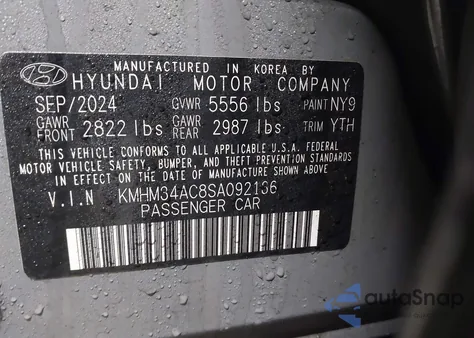 MANUFACTURED IN KOREA BY
HYUNDAI MOTOR COMPANY
SEP/2024 GVWR 5556 lbs PAINT NY9
GAWR FRONT 2822 lbs GAWR REAR 2987 lbs TRIM YTH
THIS VEHICLE CONFORMS TO ALL APPLICABLE U.S.A. FEDERAL
MOTOR VEHICLE SAFETY, BUMPER, AND THEFT PREVENTION STANDARDS
IN EFFECT ON THE DATE OF MANUFACTURE SHOWN ABOVE.
V.I.N KMHM34AC8SA092136
PASSENGER CAR
autoSnap